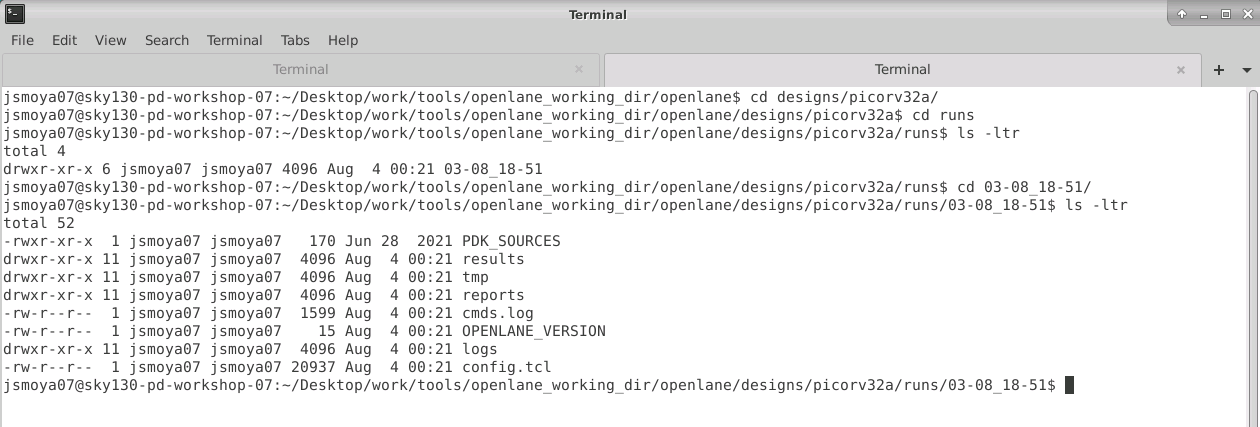 Terminal
File Edit View Search Terminal Tabs Help
Terminal Terminal
jsmoya07@sky130-pd-workshop-07:~/Desktop/work/tools/openlane_working_dir/openlane$ cd designs/picorv32a/
jsmoya07@sky130-pd-workshop-07:~/Desktop/work/tools/openlane_working_dir/openlane/designs/picorv32a$ cd runs
jsmoya07@sky130-pd-workshop-07:~/Desktop/work/tools/openlane_working_dir/openlane/designs/picorv32a/runs$ ls -ltr
total 4
drwxr-xr-x 6 jsmoya07 jsmoya07 4096 Aug  4 00:21 03-08_18-51
jsmoya07@sky130-pd-workshop-07:~/Desktop/work/tools/openlane_working_dir/openlane/designs/picorv32a/runs$ cd 03-08_18-51/
jsmoya07@sky130-pd-workshop-07:~/Desktop/work/tools/openlane_working_dir/openlane/designs/picorv32a/runs/03-08_18-51$ ls -ltr
total 52
-rwxr-xr-x  1 jsmoya07 jsmoya07   170 Jun 28  2021 PDK_SOURCES
drwxr-xr-x 11 jsmoya07 jsmoya07  4096 Aug  4 00:21 results
drwxr-xr-x 11 jsmoya07 jsmoya07  4096 Aug  4 00:21 tmp
drwxr-xr-x 11 jsmoya07 jsmoya07  4096 Aug  4 00:21 reports
-rw-r--r--  1 jsmoya07 jsmoya07  1599 Aug  4 00:21 cmds.log
-rw-r--r--  1 jsmoya07 jsmoya07    15 Aug  4 00:21 OPENLANE_VERSION
drwxr-xr-x 11 jsmoya07 jsmoya07  4096 Aug  4 00:21 logs
-rw-r--r--  1 jsmoya07 jsmoya07 20937 Aug  4 00:21 config.tcl
jsmoya07@sky130-pd-workshop-07:~/Desktop/work/tools/openlane_working_dir/openlane/designs/picorv32a/runs/03-08_18-51$